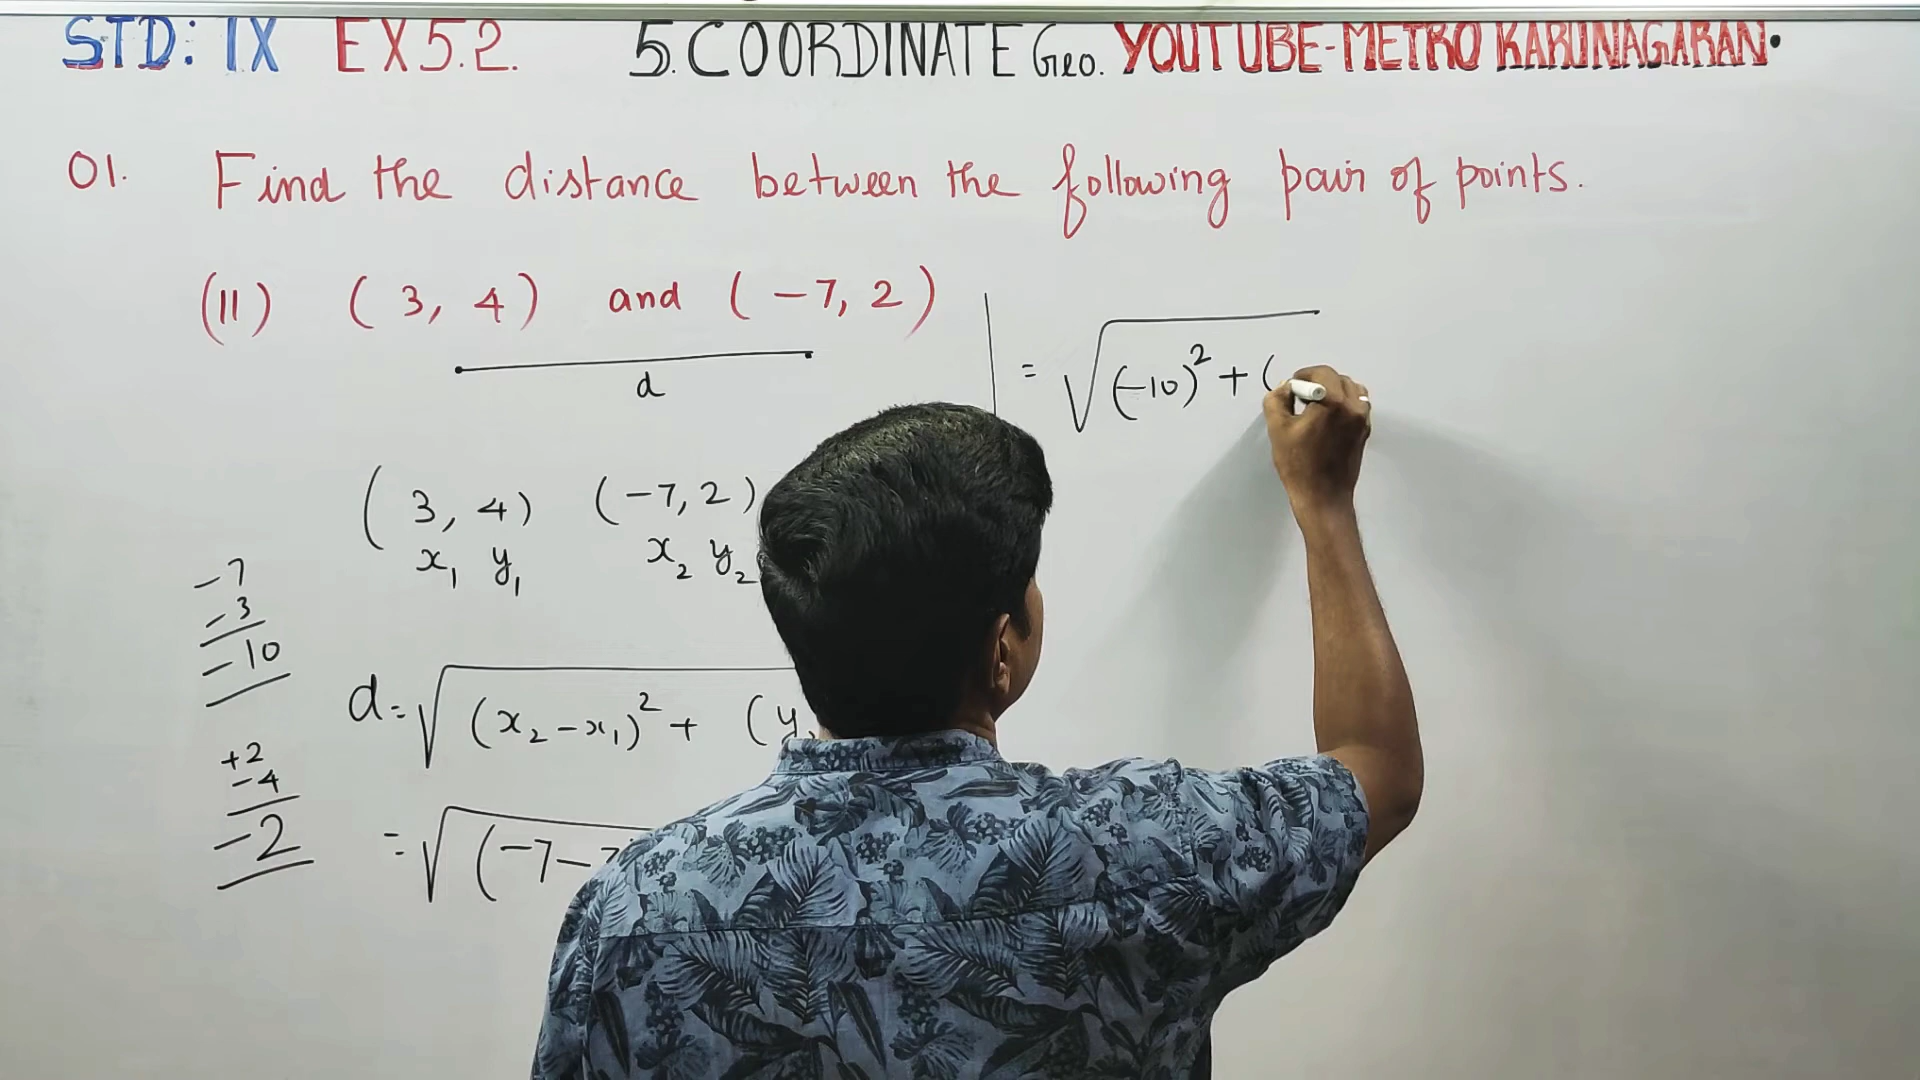 STD: IX EX 5.2. 5. COORDINATE Geo. YOUTUBE-METRO KARUNAGARAN.
01. Find the distance between the following pair of points.
(II) (3, 4) and (-7, 2)
d
(3, 4) (-7, 2)
x₁ y₁ x₂ y₂
-7
-3
-10
d = √(x₂-x₁)² + (y
+2
-4
-2
= √(-7-
= √(-10)² + (